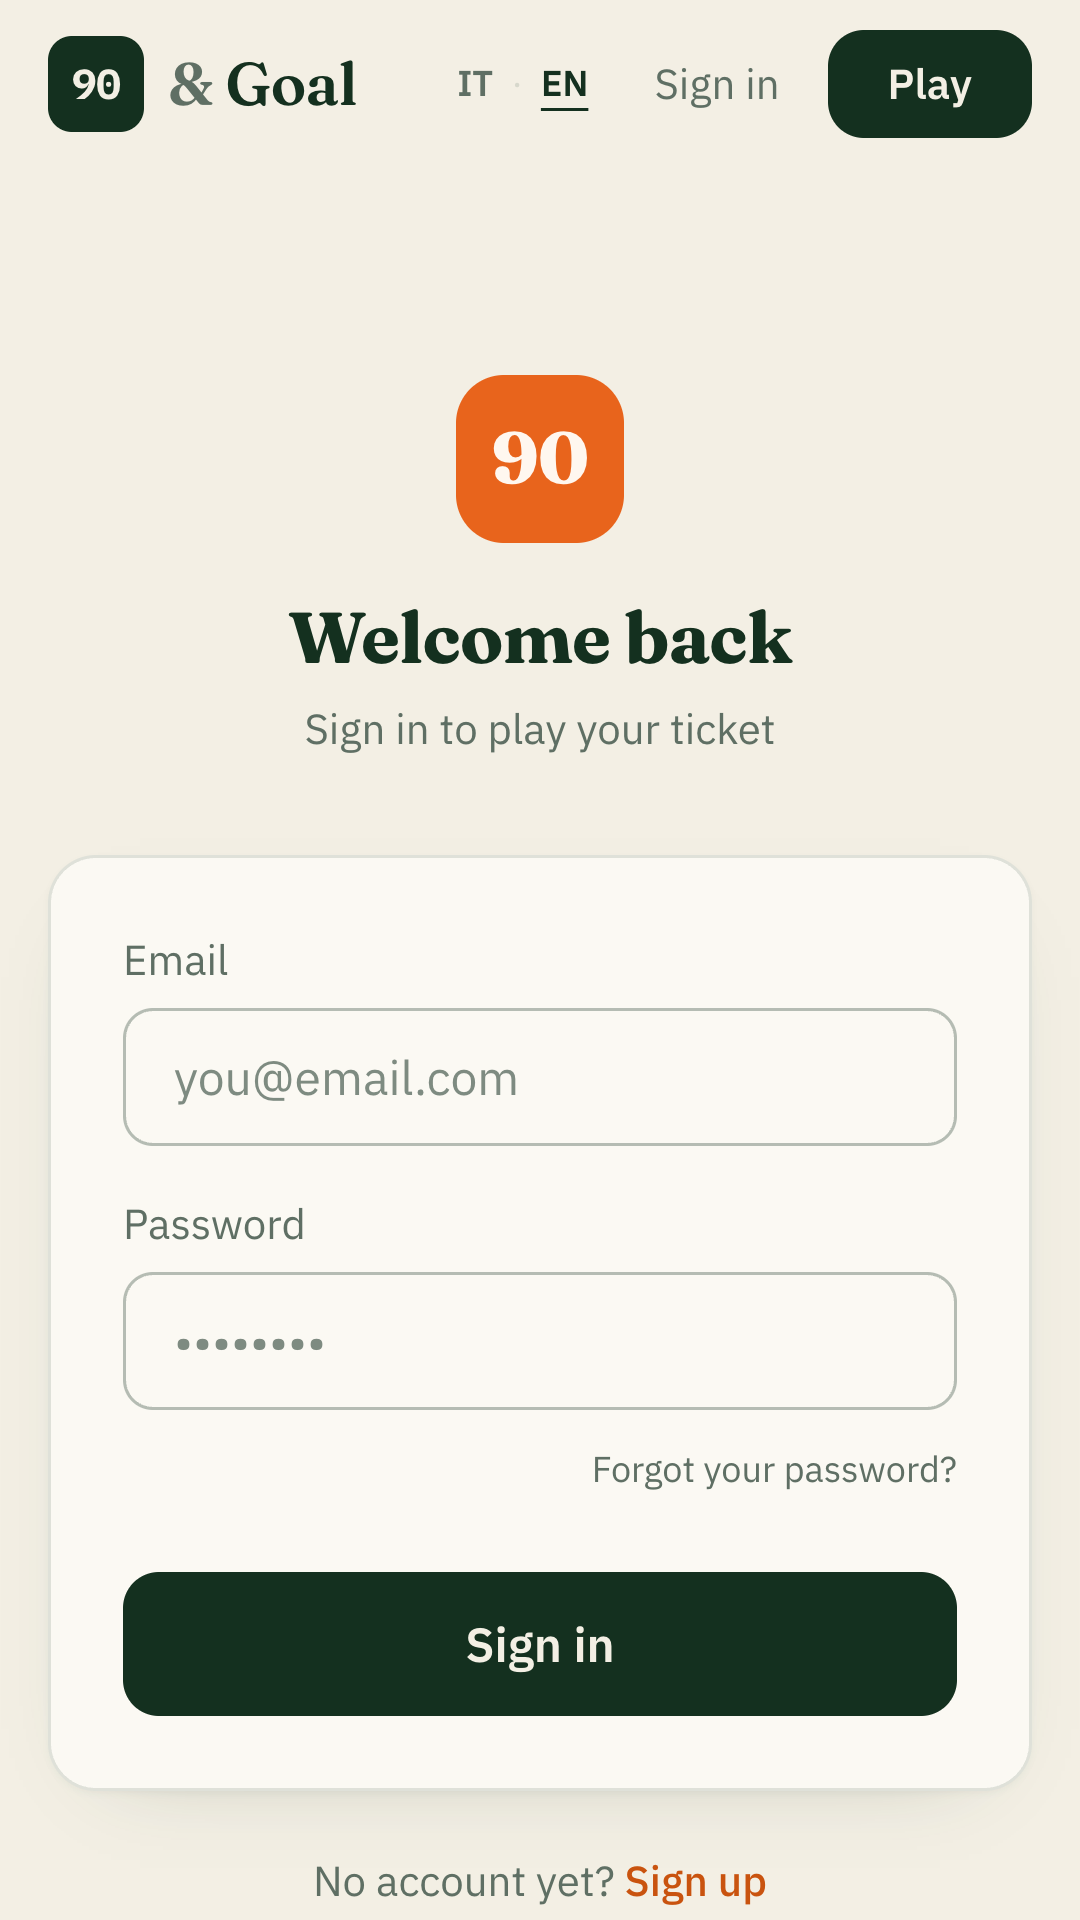 90 & Goal IT · EN Sign in Play
90
Welcome back
Sign in to play your ticket
Email
you@email.com
Password
••••••••
Forgot your password?
Sign in
No account yet? Sign up